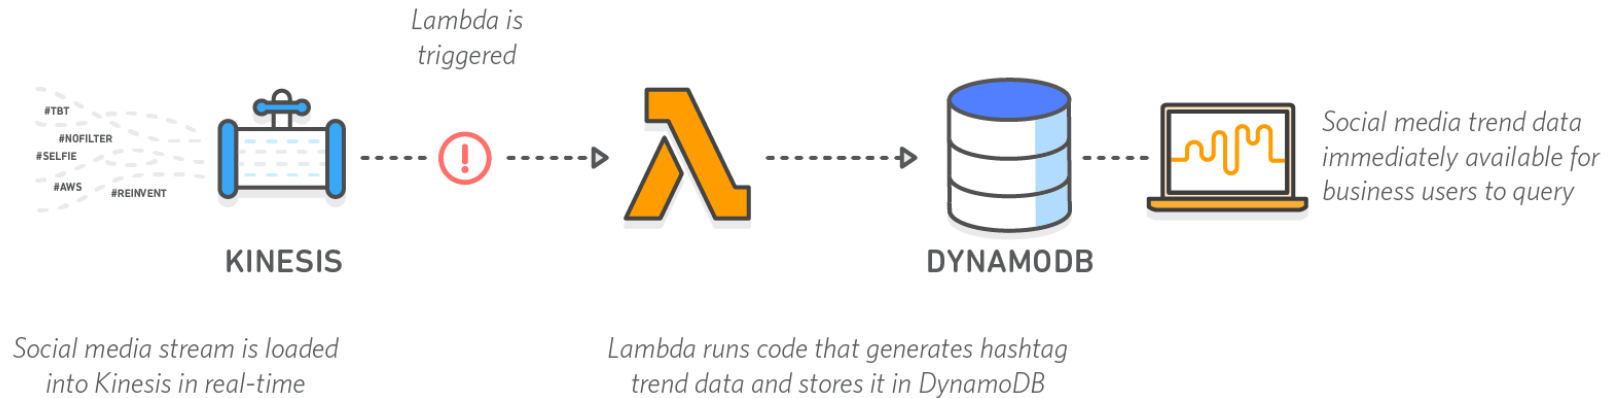 Lambda is
triggered
#TBT
#NOFILTER
#SELFIE
#AWS
#REINVENT
KINESIS
DYNAMODB
Social media trend data
immediately available for
business users to query
Social media stream is loaded
into Kinesis in real-time
Lambda runs code that generates hashtag
trend data and stores it in DynamoDB